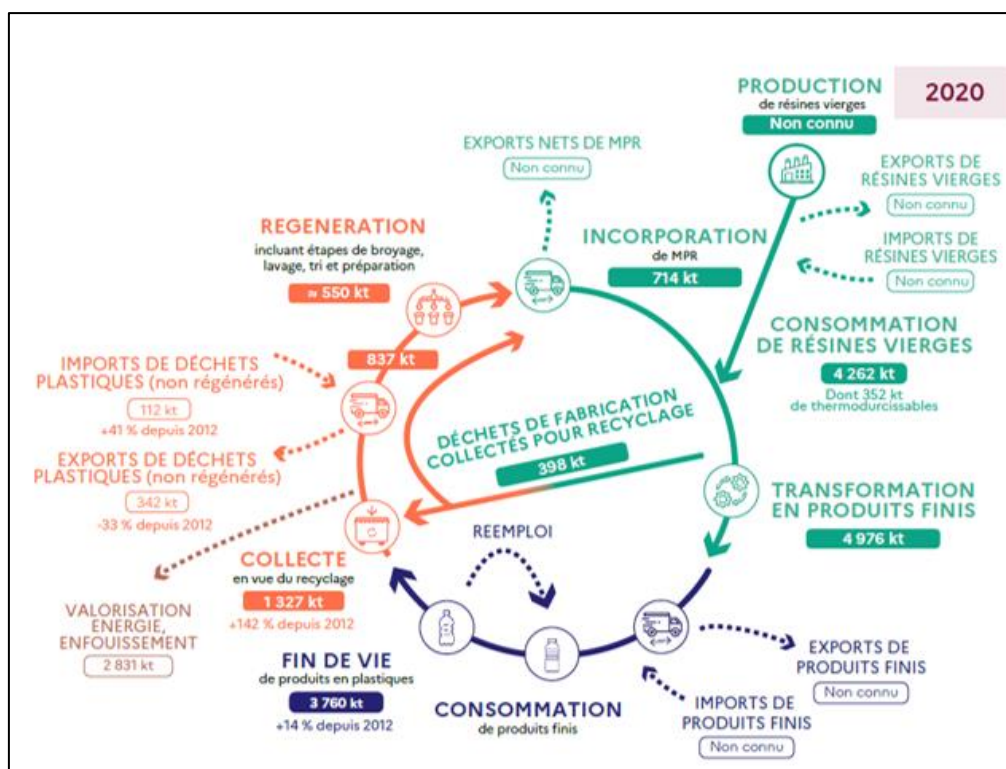 2020
PRODUCTION
de résines vierges
Non connu
EXPORTS NETS DE MPR
Non connu
EXPORTS DE
RÉSINES VIERGES
Non connu
IMPORTS DE
RÉSINES VIERGES
Non connu
REGENERATION
incluant étapes de broyage,
lavage, tri et préparation
≈ 550 kt
INCORPORATION
de MPR
714 kt
CONSOMMATION
DE RÉSINES VIERGES
4 262 kt
Dont 352 kt
de thermodurcissables
837 kt
IMPORTS DE DÉCHETS
PLASTIQUES (non régénérés)
112 kt
+41 % depuis 2012
EXPORTS DE DÉCHETS
PLASTIQUES (non régénérés)
342 kt
-33 % depuis 2012
DÉCHETS DE FABRICATION
COLLECTÉS POUR RECYCLAGE
398 kt
TRANSFORMATION
EN PRODUITS FINIS
4 976 kt
COLLECTE
en vue du recyclage
1 327 kt
+142 % depuis 2012
REEMPLOI
VALORISATION
ENERGIE,
ENFOUISSEMENT
2 831 kt
FIN DE VIE
de produits en plastiques
3 760 kt
+14 % depuis 2012
CONSOMMATION
de produits finis
EXPORTS DE
PRODUITS FINIS
Non connu
IMPORTS DE
PRODUITS FINIS
Non connu